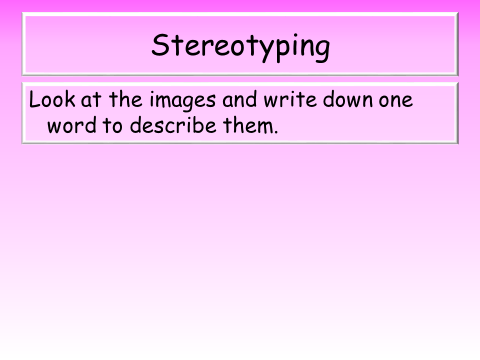 Stereotyping
Look at the images and write down one
word to describe them.